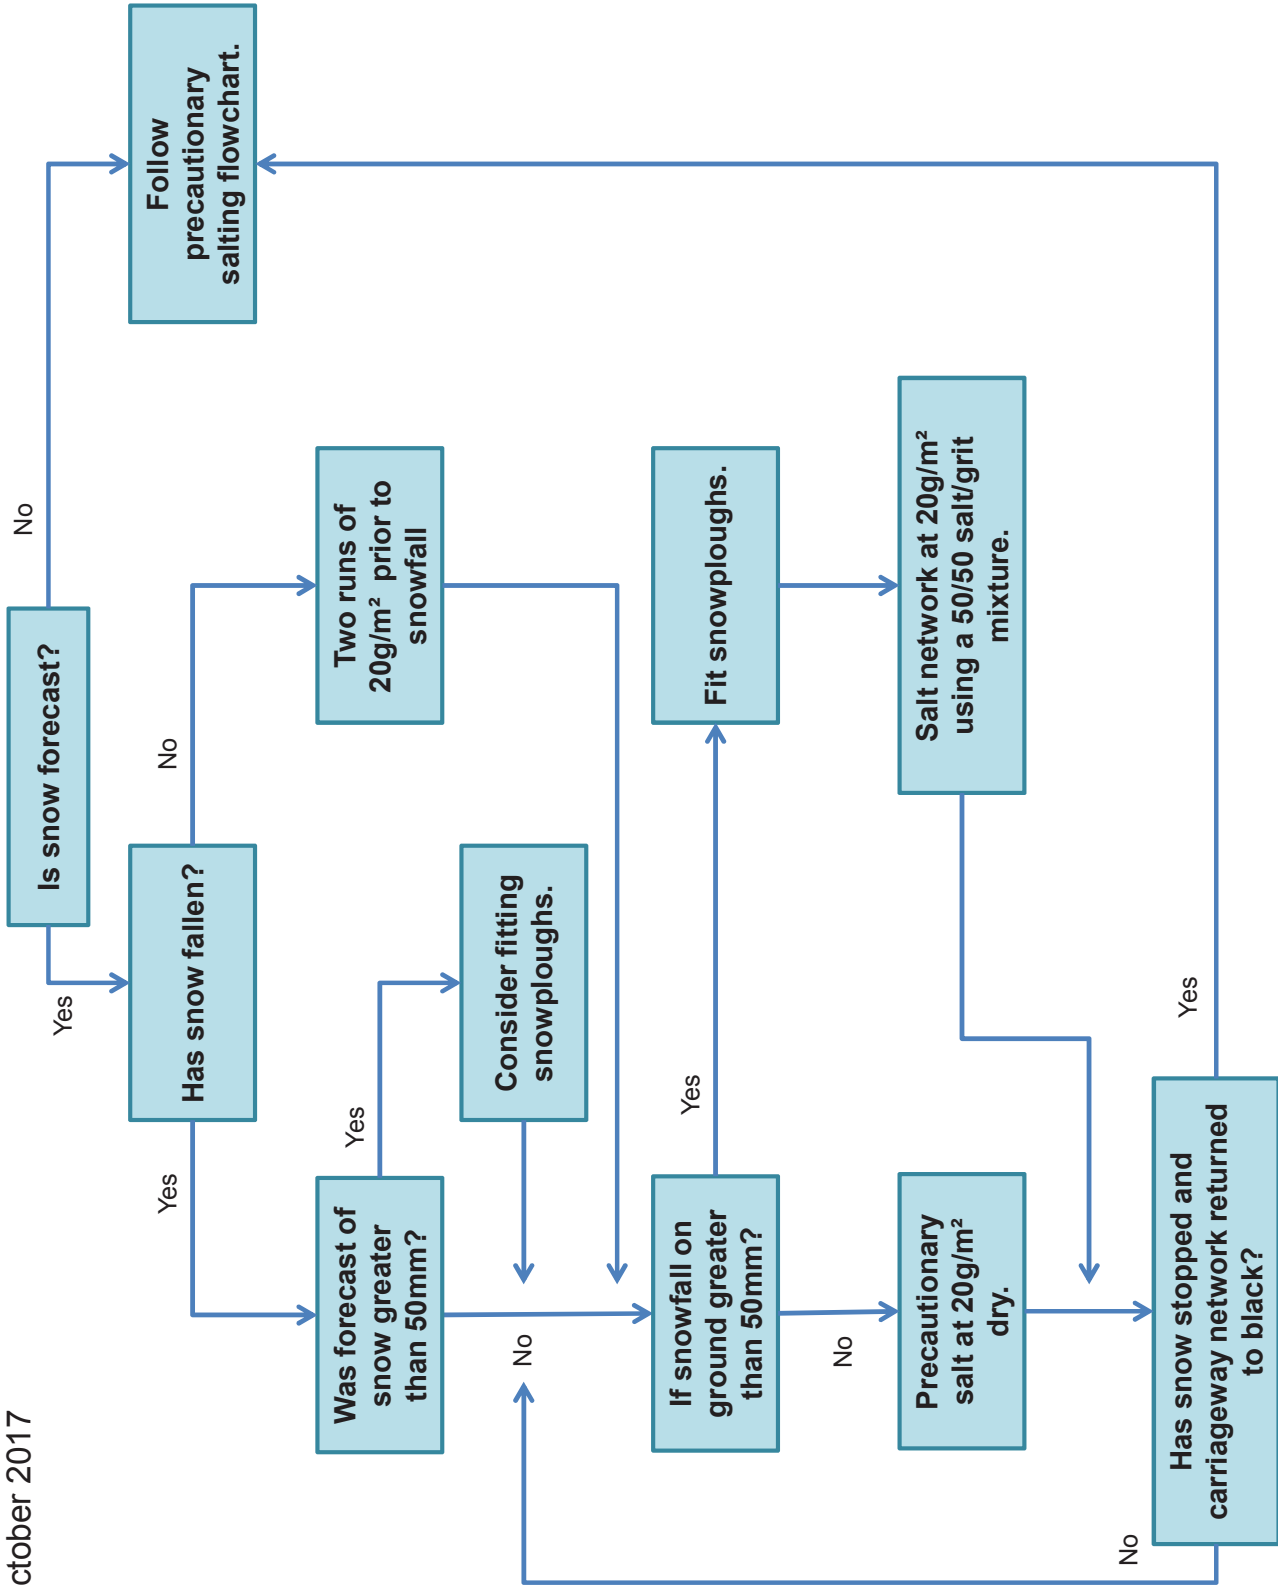 ctober 2017
Is snow forecast?
Yes
No
Has snow fallen?
Follow
precautionary
salting flowchart.
Yes
No
Was forecast of
snow greater
than 50mm?
Yes
Two runs of
20g/m² prior to
snowfall
Consider fitting
snowploughs.
No
If snowfall on
ground greater
than 50mm?
Yes
Fit snowploughs.
No
Precautionary
salt at 20g/m²
dry.
Salt network at 20g/m²
using a 50/50 salt/grit
mixture.
No
Has snow stopped and
carriageway network returned
to black?
Yes